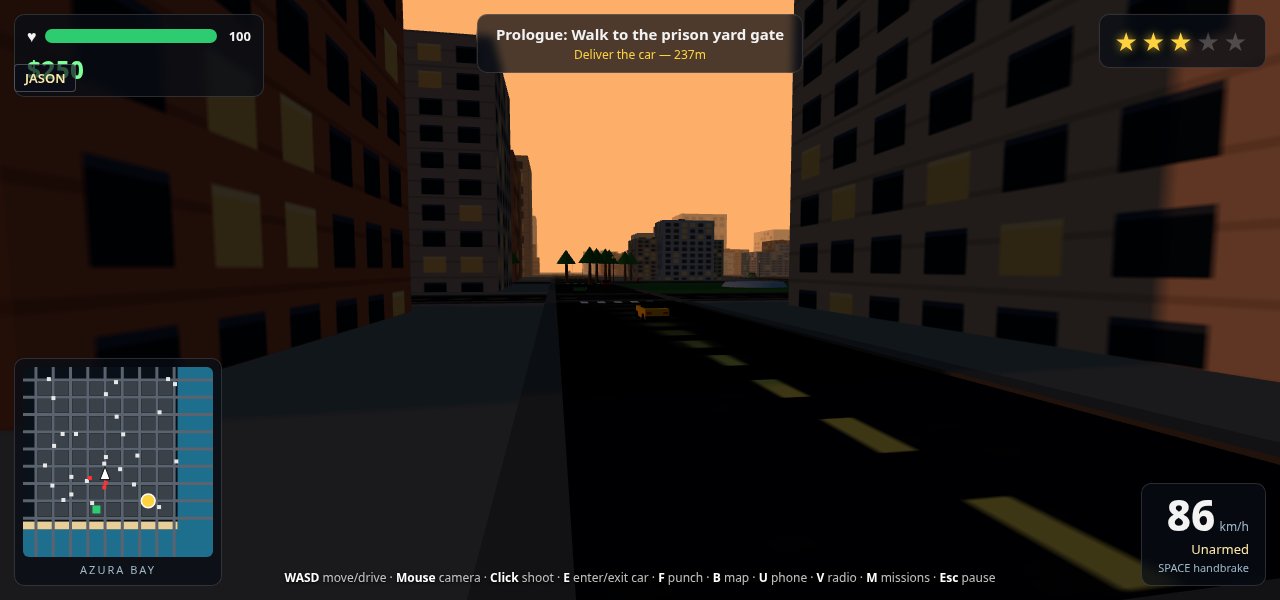 ♥ 100
$250
JASON
Prologue: Walk to the prison yard gate
Deliver the car — 237m
★★★★★
AZURA BAY
WASD move/drive · Mouse camera · Click shoot · E enter/exit car · F punch · B map · U phone · V radio · M missions · Esc pause
86 km/h
Unarmed
SPACE handbrake